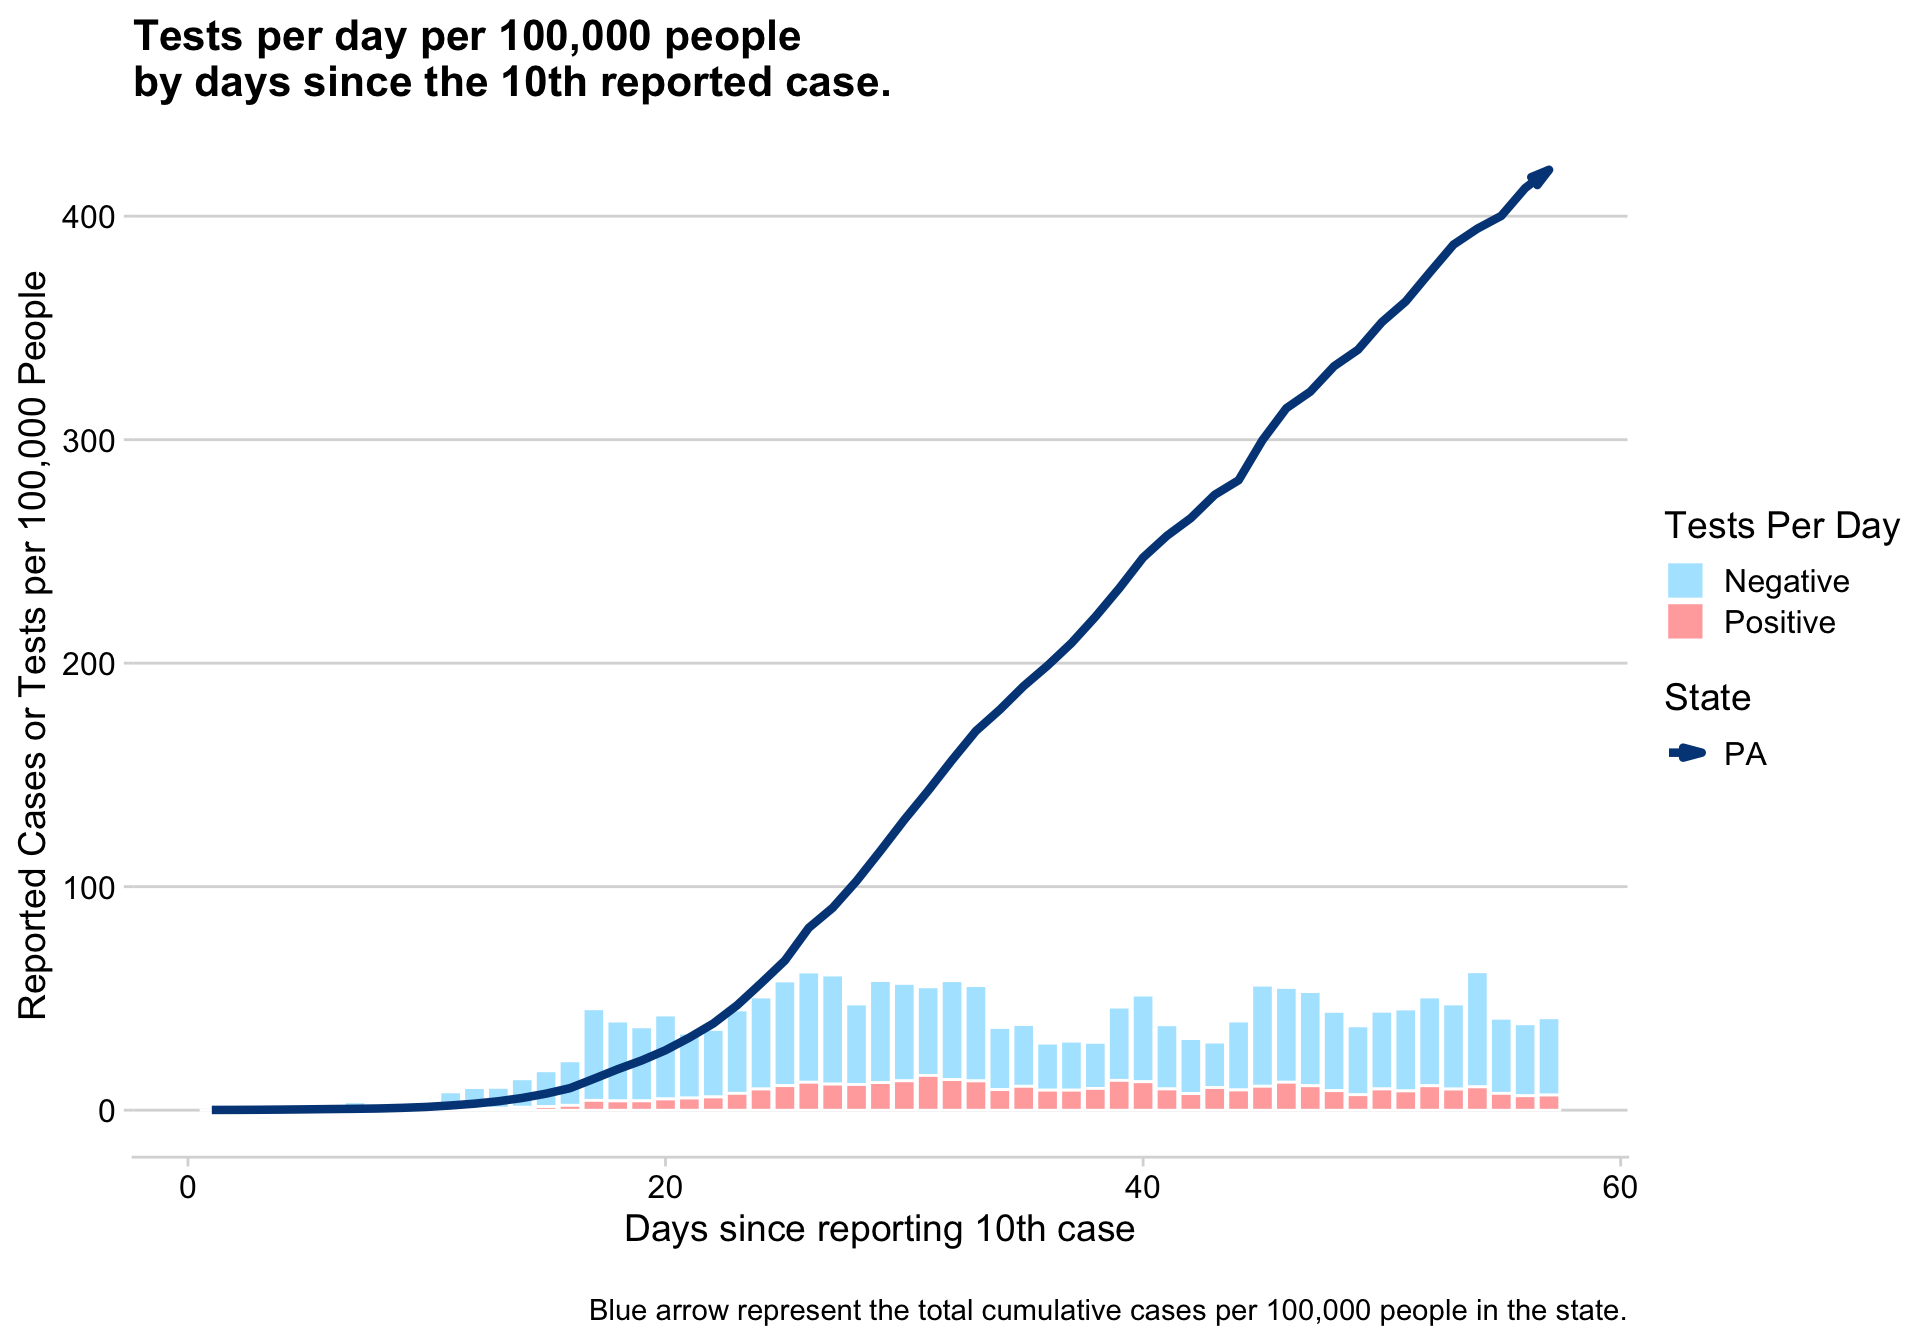 Tests per day per 100,000 people
by days since the 10th reported case.
Reported Cases or Tests per 100,000 People
400
300
200
100
0
0
20
40
60
Days since reporting 10th case
Tests Per Day
Negative
Positive
State
PA
Blue arrow represent the total cumulative cases per 100,000 people in the state.